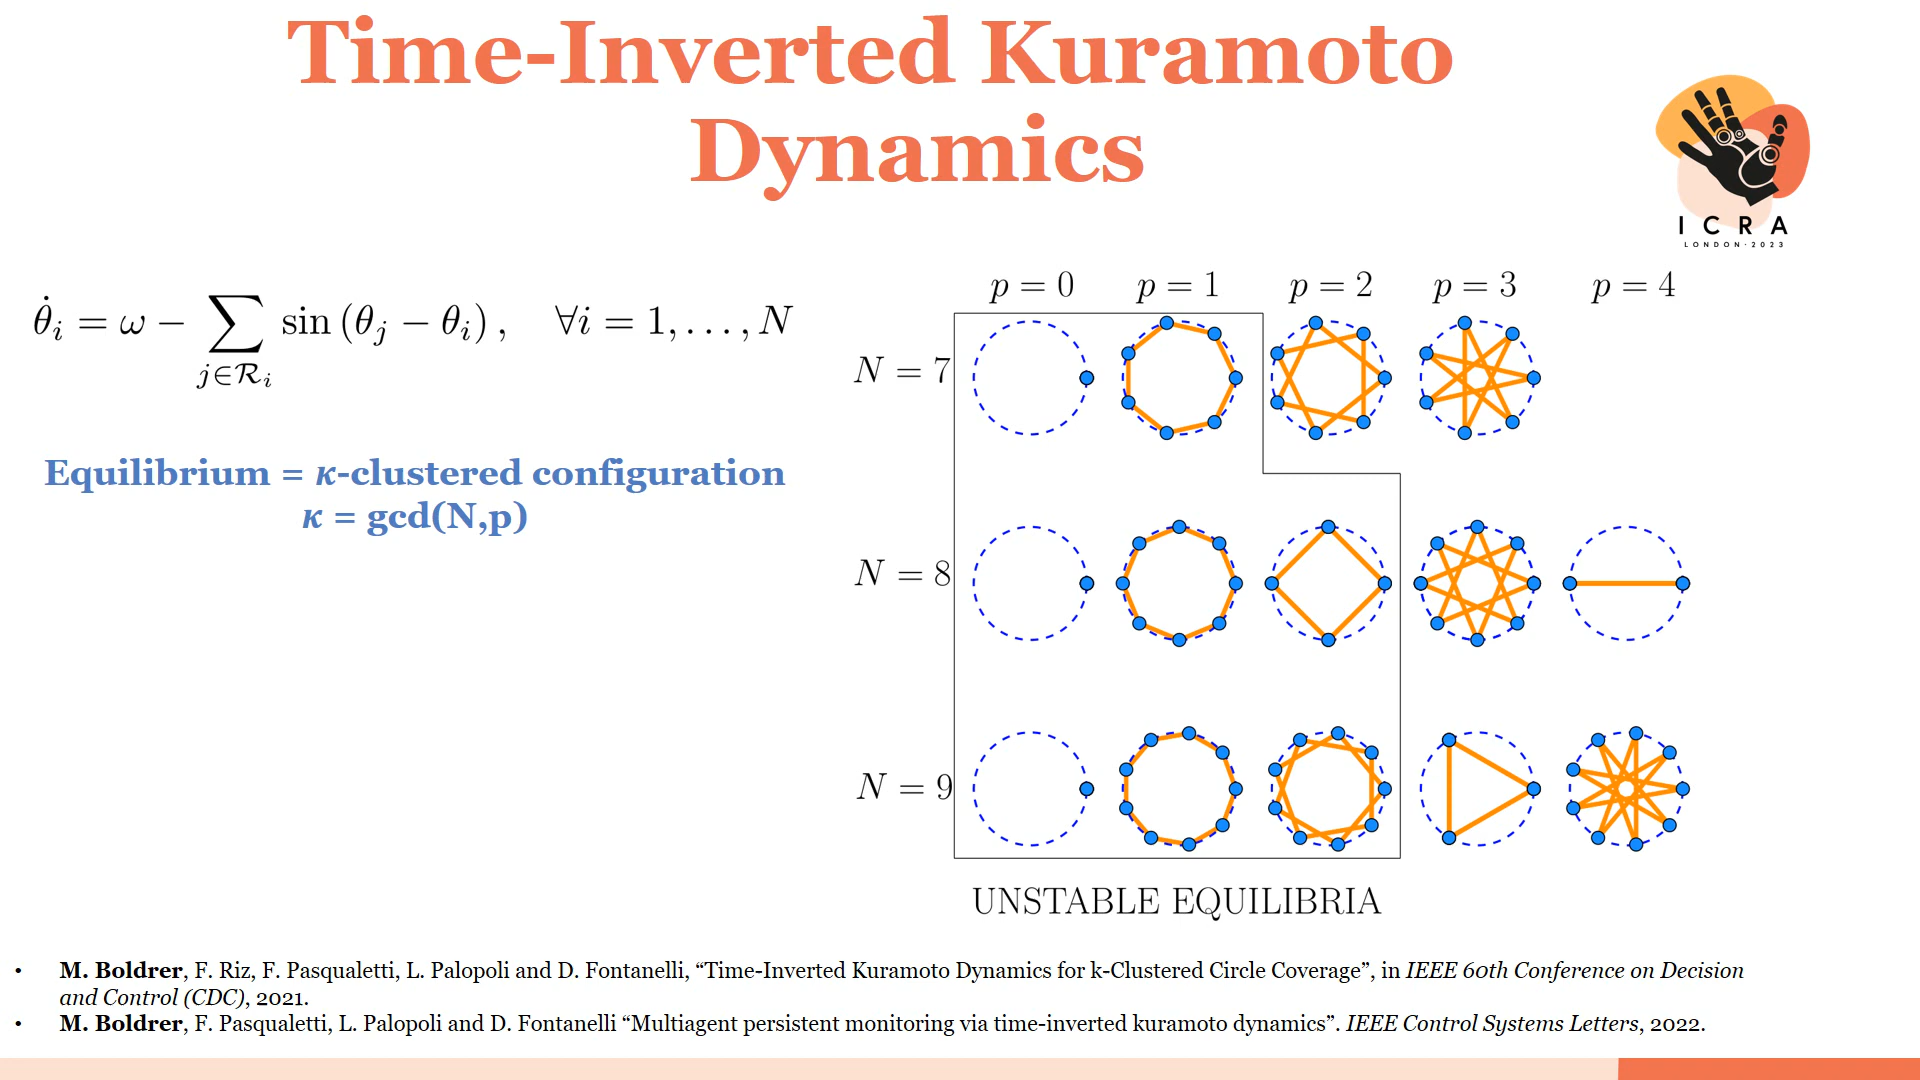 Time-Inverted Kuramoto
Dynamics
I C R A
LONDON·2023
θ̇ᵢ = ω − ∑_{j∈ℛᵢ} sin (θⱼ − θᵢ) ,    ∀i = 1, . . . , N
Equilibrium = κ-clustered configuration
κ = gcd(N,p)
p = 0 p = 1 p = 2 p = 3 p = 4
N = 7
N = 8
N = 9
UNSTABLE EQUILIBRIA
• M. Boldrer, F. Riz, F. Pasqualetti, L. Palopoli and D. Fontanelli, “Time-Inverted Kuramoto Dynamics for k-Clustered Circle Coverage”, in IEEE 60th Conference on Decision
and Control (CDC), 2021.
• M. Boldrer, F. Pasqualetti, L. Palopoli and D. Fontanelli “Multiagent persistent monitoring via time-inverted kuramoto dynamics”. IEEE Control Systems Letters, 2022.